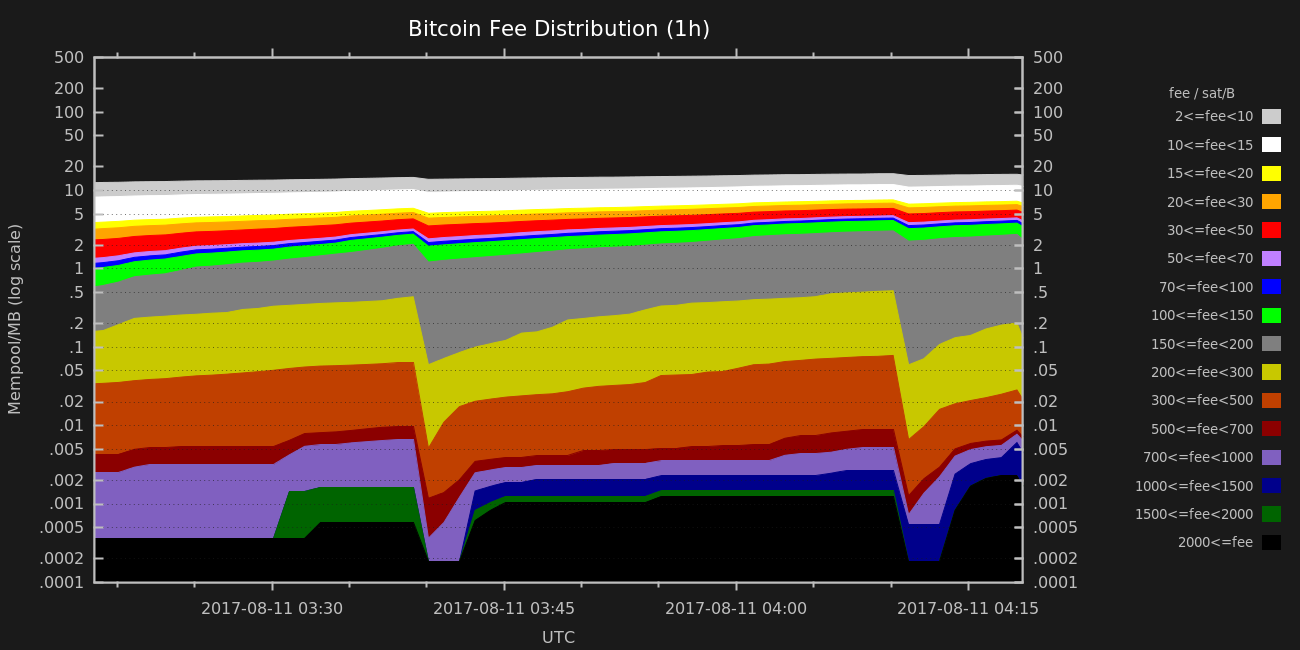 Bitcoin Fee Distribution (1h)
500
200
100
50
20
10
5
2
1
.5
.2
.1
.05
.02
.01
.005
.002
.001
.0005
.0002
.0001
Mempool/MB (log scale)
500
200
100
50
20
10
5
2
1
.5
.2
.1
.05
.02
.01
.005
.002
.001
.0005
.0002
.0001
2017-08-11 03:30
2017-08-11 03:45
2017-08-11 04:00
2017-08-11 04:15
UTC
fee / sat/B
2<=fee<10
10<=fee<15
15<=fee<20
20<=fee<30
30<=fee<50
50<=fee<70
70<=fee<100
100<=fee<150
150<=fee<200
200<=fee<300
300<=fee<500
500<=fee<700
700<=fee<1000
1000<=fee<1500
1500<=fee<2000
2000<=fee